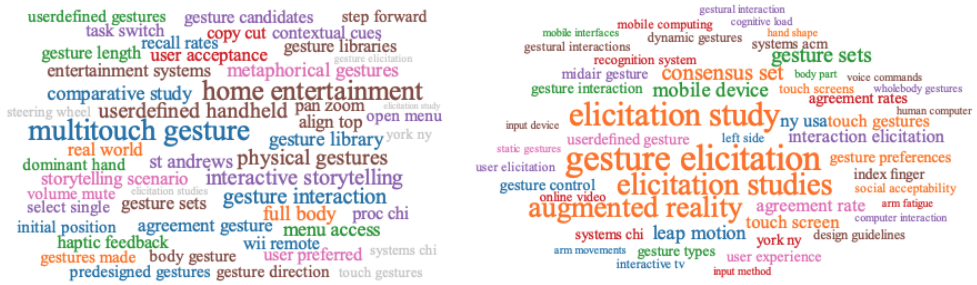 userdefined gestures gesture candidates step forward
task switch copy cut contextual cues
recall rates gesture libraries
gesture length user acceptance gesture elicitation
entertainment systems metaphorical gestures
comparative study home entertainment
steering wheel userdefined handheld pan zoom elicitation study
align top open menu
multitouch gesture gesture library york ny
real world
dominant hand st andrews physical gestures
storytelling scenario interactive storytelling
volume mute elicitation studies gesture interaction
select single gesture sets full body proc chi
initial position agreement gesture menu access
haptic feedback wii remote systems chi
gestures made body gesture user preferred
predesigned gestures gesture direction touch gestures
gestural interaction
mobile computing cognitive load
mobile interfaces dynamic gestures hand shape
gestural interactions systems acm
recognition system gesture sets
midair gesture consensus set body part voice commands
gesture interaction mobile device touch screens wholebody gestures
agreement rates
elicitation study human computer
input device ny usa touch gestures
userdefined gesture left side interaction elicitation
static gestures
user elicitation gesture elicitation gesture preferences
index finger
gesture control elicitation studies social acceptability
online video
augmented reality agreement rate arm fatigue
touch screen computer interaction
systems chi leap motion york ny design guidelines
arm movements gesture types user experience
interactive tv input method